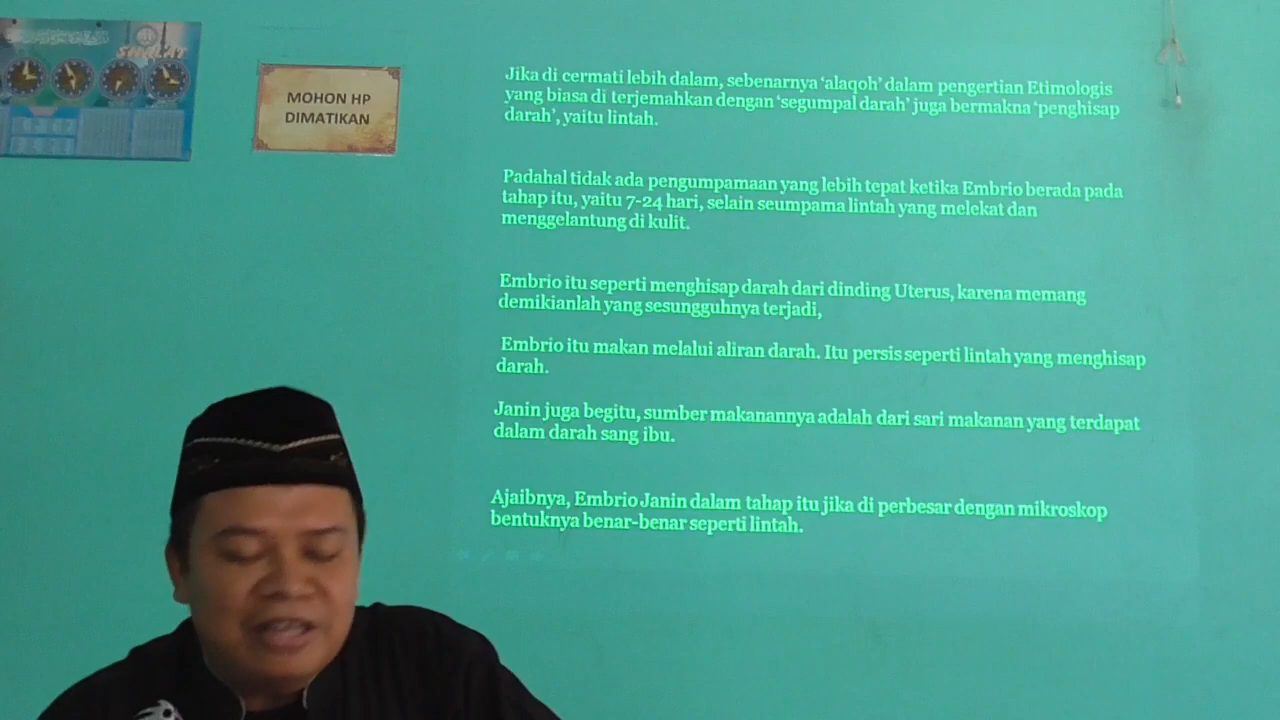 SHALAT
MOHON HP
DIMATIKAN
Jika di cermati lebih dalam, sebenarnya ‘alaqoh’ dalam pengertian Etimologis
yang biasa di terjemahkan dengan ‘segumpal darah’ juga bermakna ‘penghisap
darah’, yaitu lintah.
Padahal tidak ada pengumpamaan yang lebih tepat ketika Embrio berada pada
tahap itu, yaitu 7-24 hari, selain seumpama lintah yang melekat dan
menggelantung di kulit.
Embrio itu seperti menghisap darah dari dinding Uterus, karena memang
demikianlah yang sesungguhnya terjadi,
Embrio itu makan melalui aliran darah. Itu persis seperti lintah yang menghisap
darah.
Janin juga begitu, sumber makanannya adalah dari sari makanan yang terdapat
dalam darah sang ibu.
Ajaibnya, Embrio Janin dalam tahap itu jika di perbesar dengan mikroskop
bentuknya benar-benar seperti lintah.